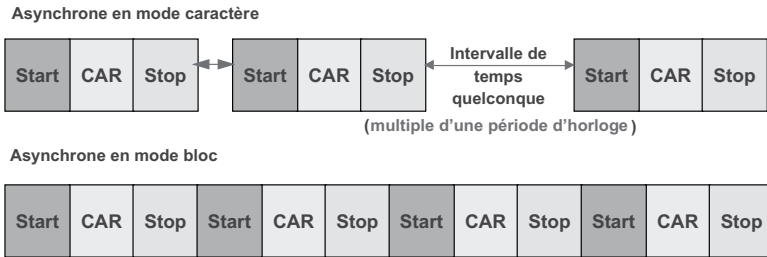 Asynchrone en mode caractère
Start CAR Stop Start CAR Stop Intervalle de temps quelconque Start CAR Stop
(multiple d'une période d'horloge)
Asynchrone en mode bloc
Start CAR Stop Start CAR Stop Start CAR Stop Start CAR Stop